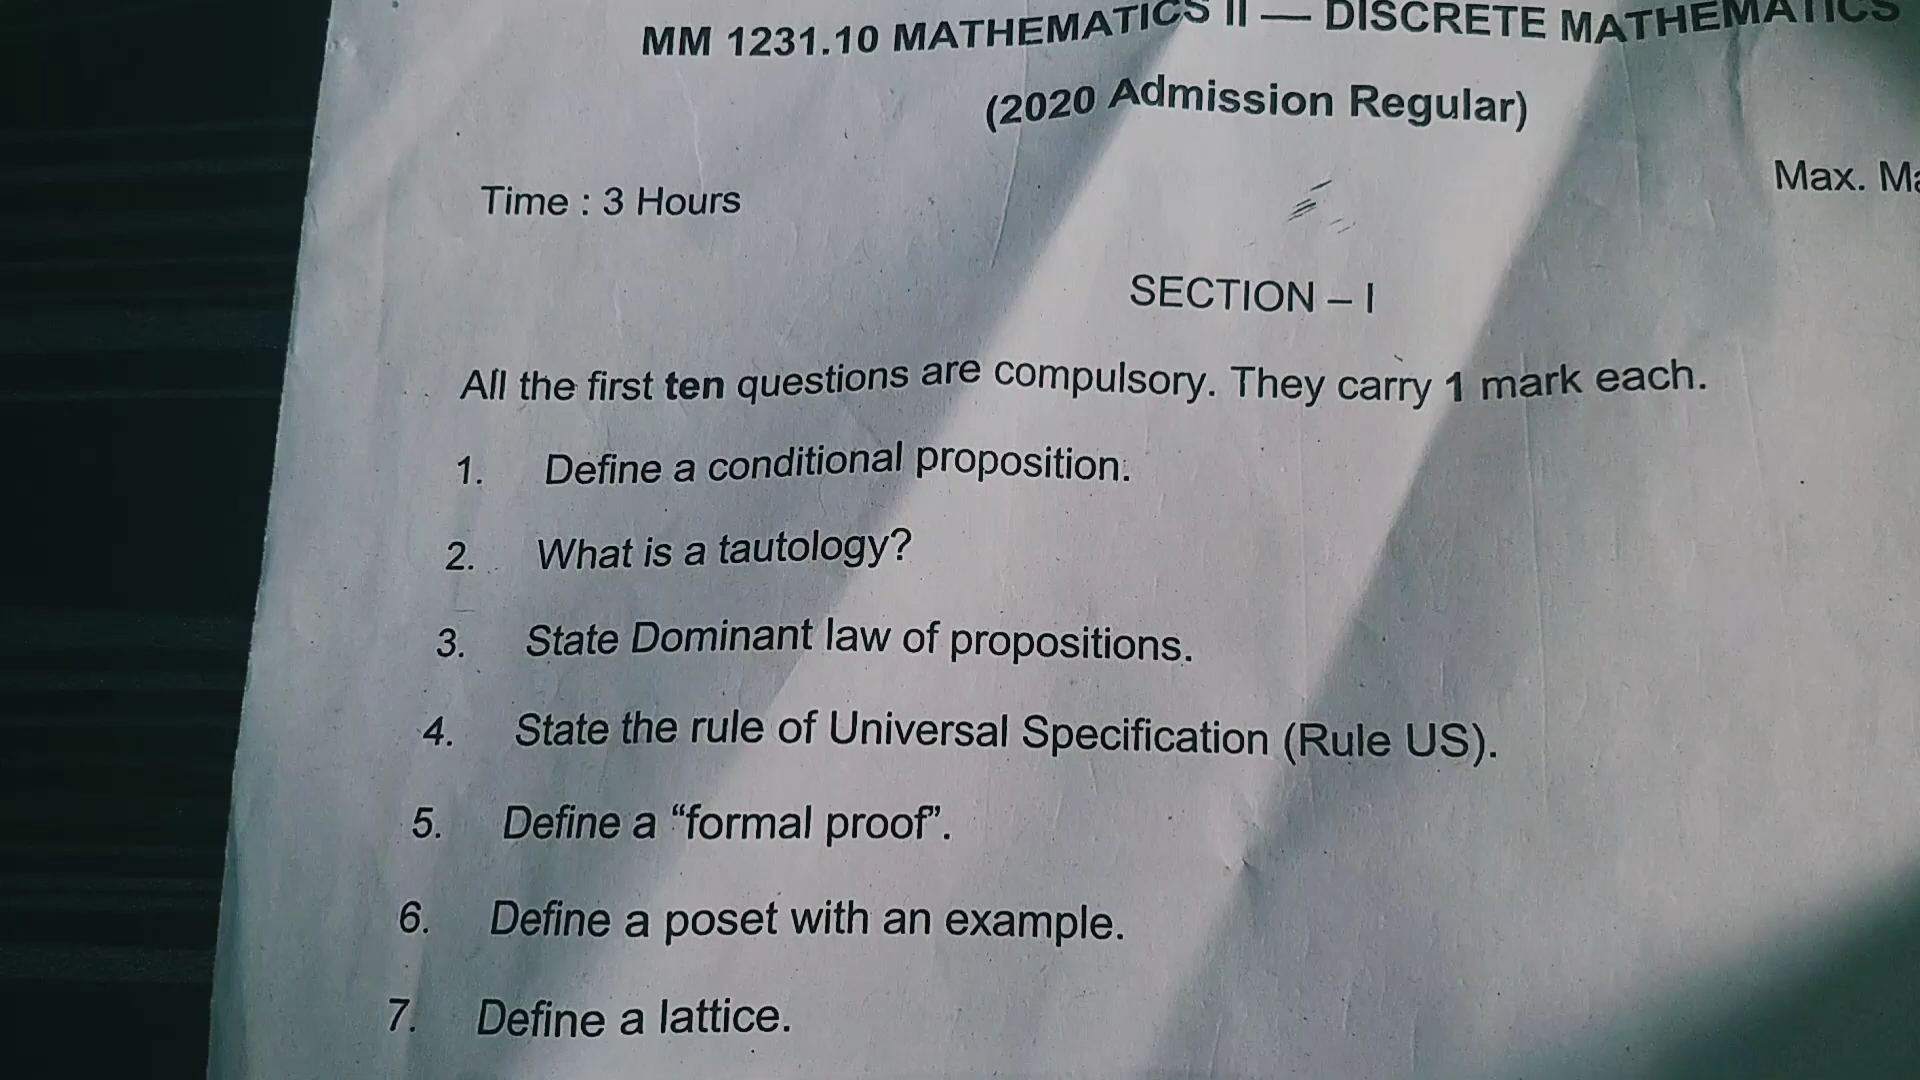 MM 1231.10 MATHEMATICS II — DISCRETE MATHEMATICS
(2020 Admission Regular)
Time : 3 Hours
Max.
SECTION – I
All the first ten questions are compulsory. They carry 1 mark each.
1. Define a conditional proposition.
2. What is a tautology?
3. State Dominant law of propositions.
4. State the rule of Universal Specification (Rule US).
5. Define a “formal proof”.
6. Define a poset with an example.
7. Define a lattice.